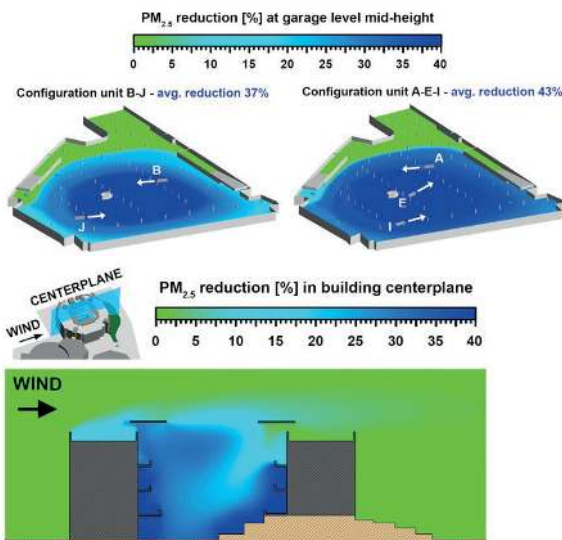 PM2.5 reduction [%] at garage level mid-height
0 5 10 15 20 25 30 35 40
Configuration unit B-J - avg. reduction 37%
Configuration unit A-E-I - avg. reduction 43%
B
J
A
E
I
CENTERPLANE
WIND
PM2.5 reduction [%] in building centerplane
0 5 10 15 20 25 30 35 40
WIND